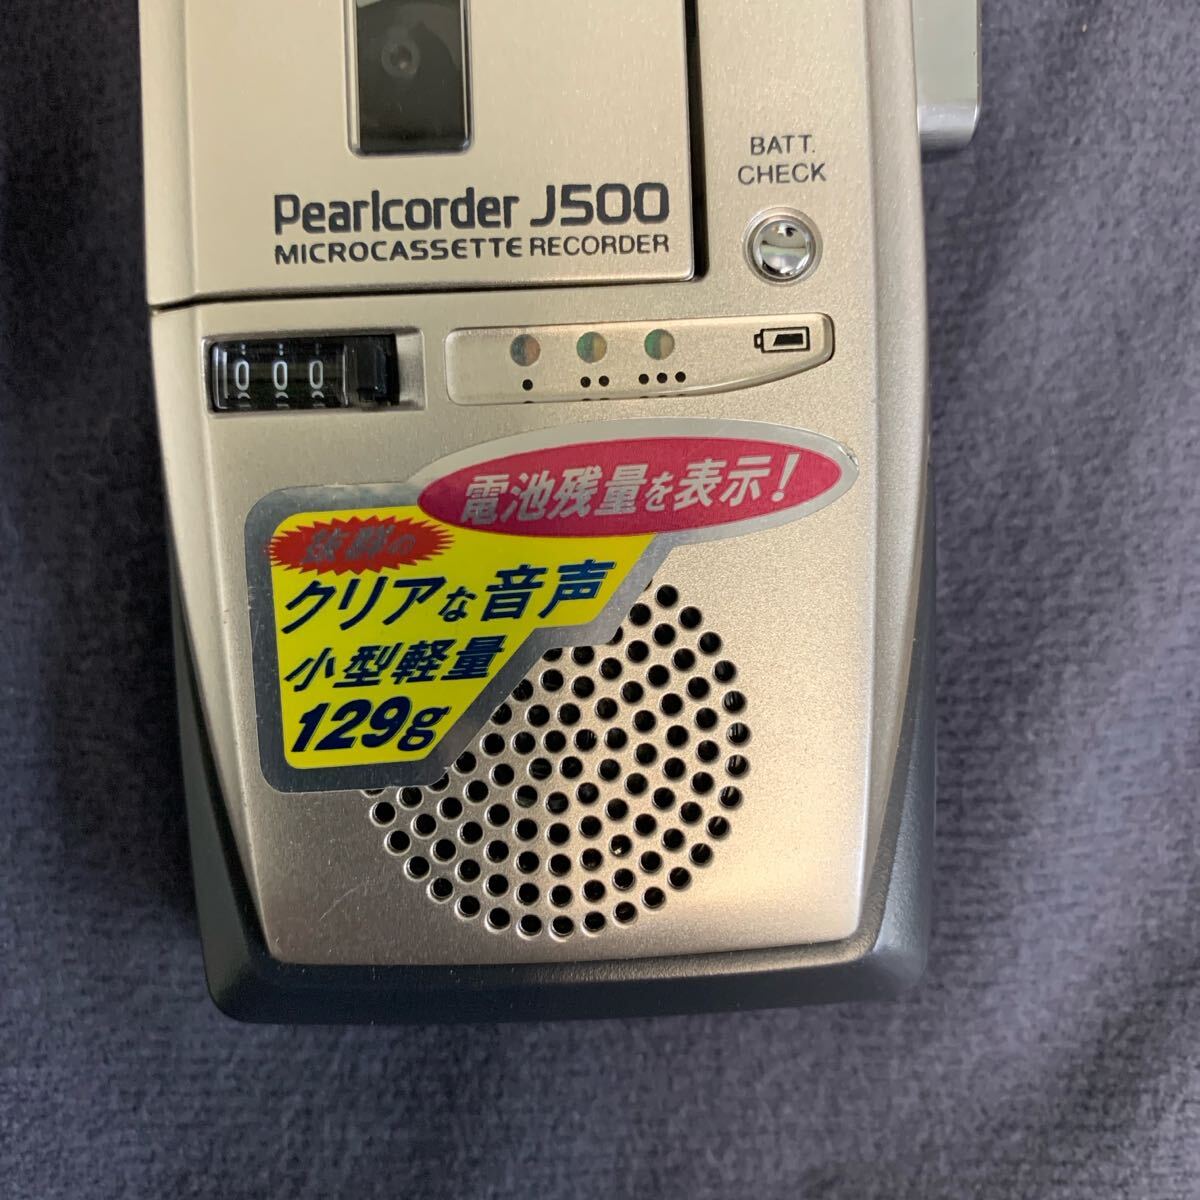 BATT.
CHECK
Pearlcorder J500
MICROCASSETTE RECORDER
000
電池残量を表示!
抜群の
クリアな音声
小型軽量
129g